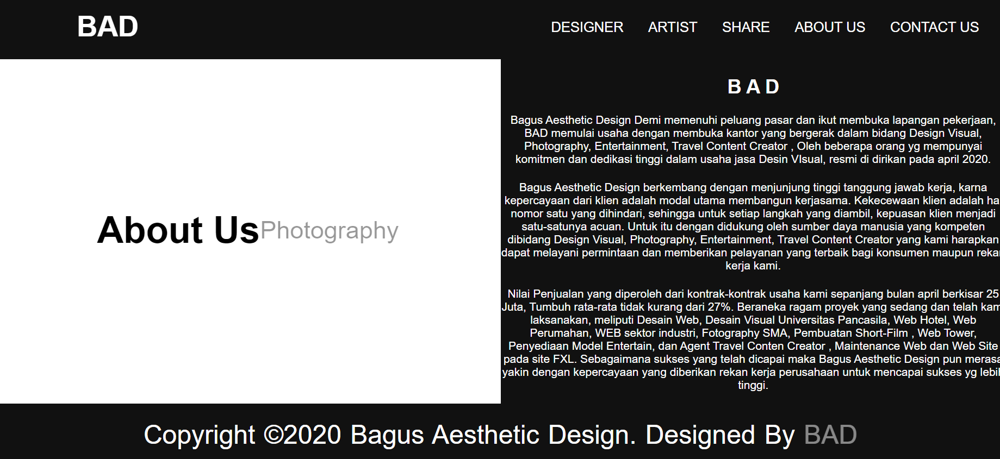 BAD
DESIGNER ARTIST SHARE ABOUT US CONTACT US
About Us Photography
B A D
Bagus Aesthetic Design Demi memenuhi peluang pasar dan ikut membuka lapangan pekerjaan,
BAD memulai usaha dengan membuka kantor yang bergerak dalam bidang Design Visual,
Photography, Entertainment, Travel Content Creator , Oleh beberapa orang yg mempunyai
komitmen dan dedikasi tinggi dalam usaha jasa Desin VIsual, resmi di dirikan pada april 2020.
Bagus Aesthetic Design berkembang dengan menjunjung tinggi tanggung jawab kerja, karna
kepercayaan dari klien adalah modal utama membangun kerjasama. Kekecewaan klien adalah ha
nomor satu yang dihindari, sehingga untuk setiap langkah yang diambil, kepuasan klien menjadi
satu-satunya acuan. Untuk itu dengan didukung oleh sumber daya manusia yang kompeten
dibidang Design Visual, Photography, Entertainment, Travel Content Creator yang kami harapkan
dapat melayani permintaan dan memberikan pelayanan yang terbaik bagi konsumen maupun rekan
kerja kami.
Nilai Penjualan yang diperoleh dari kontrak-kontrak usaha kami sepanjang bulan april berkisar 25
Juta, Tumbuh rata-rata tidak kurang dari 27%. Beraneka ragam proyek yang sedang dan telah kam
laksanakan, meliputi Desain Web, Desain Visual Universitas Pancasila, Web Hotel, Web
Perumahan, WEB sektor industri, Fotography SMA, Pembuatan Short-Film , Web Tower,
Penyediaan Model Entertain, dan Agent Travel Conten Creator , Maintenance Web dan Web Site
pada site FXL. Sebagaimana sukses yang telah dicapai maka Bagus Aesthetic Design pun merasa
yakin dengan kepercayaan yang diberikan rekan kerja perusahaan untuk mencapai sukses yg lebih
tinggi.
Copyright ©2020 Bagus Aesthetic Design. Designed By BAD